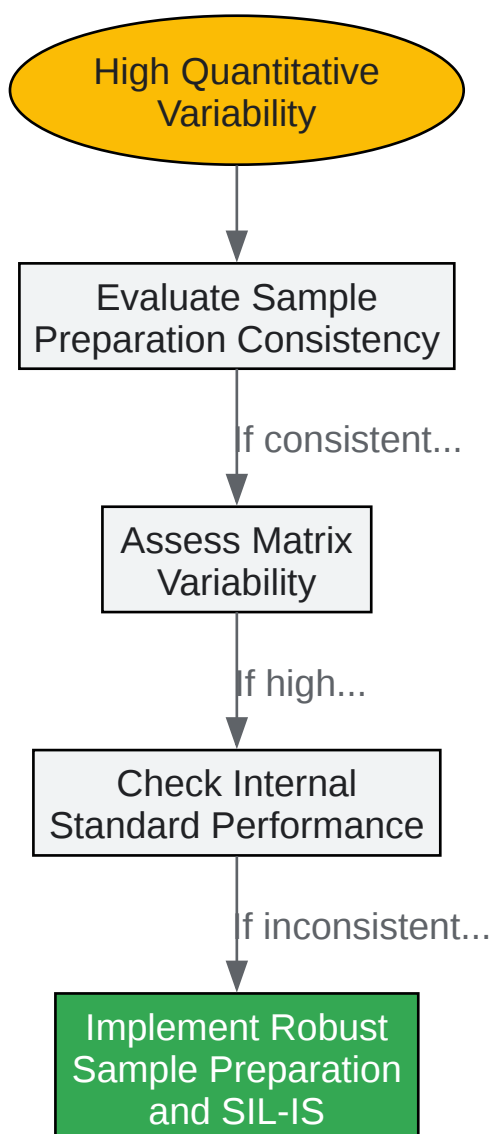 High Quantitative
Variability
Evaluate Sample
Preparation Consistency
If consistent...
Assess Matrix
Variability
If high...
Check Internal
Standard Performance
If inconsistent...
Implement Robust
Sample Preparation
and SIL-IS